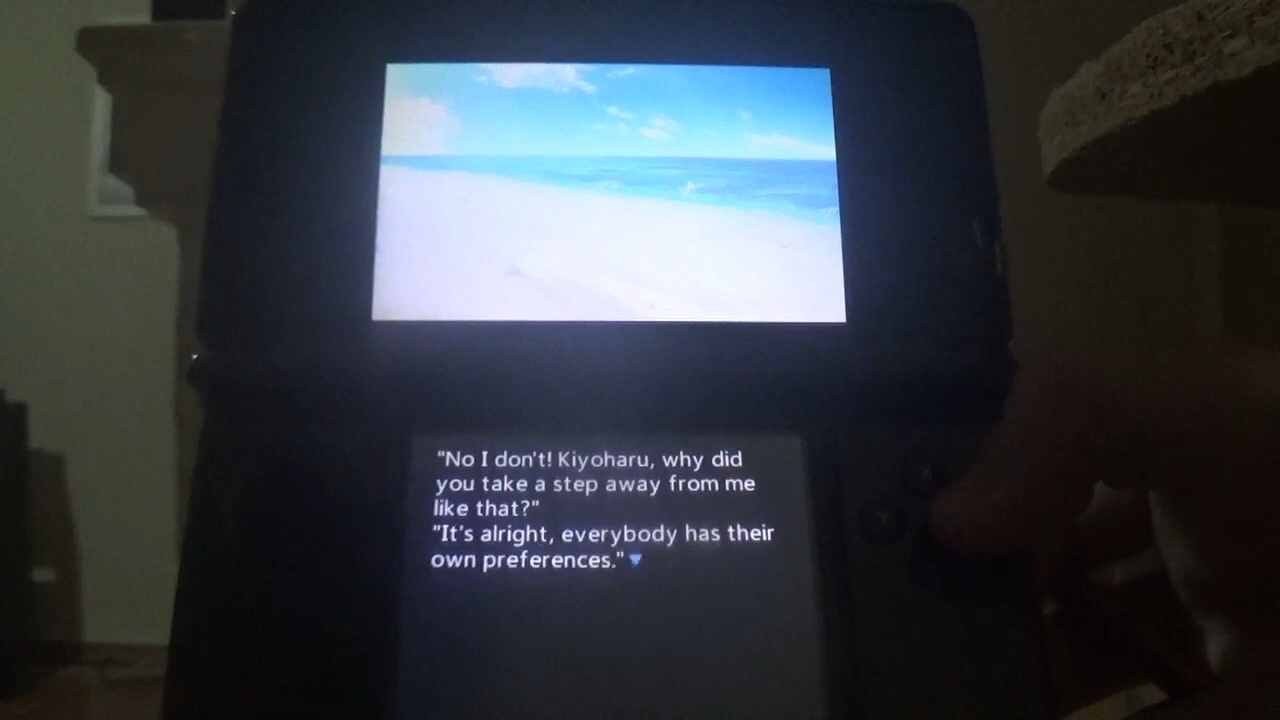 "No I don't! Kiyoharu, why did
you take a step away from me
like that?"
"It's alright, everybody has their
own preferences."